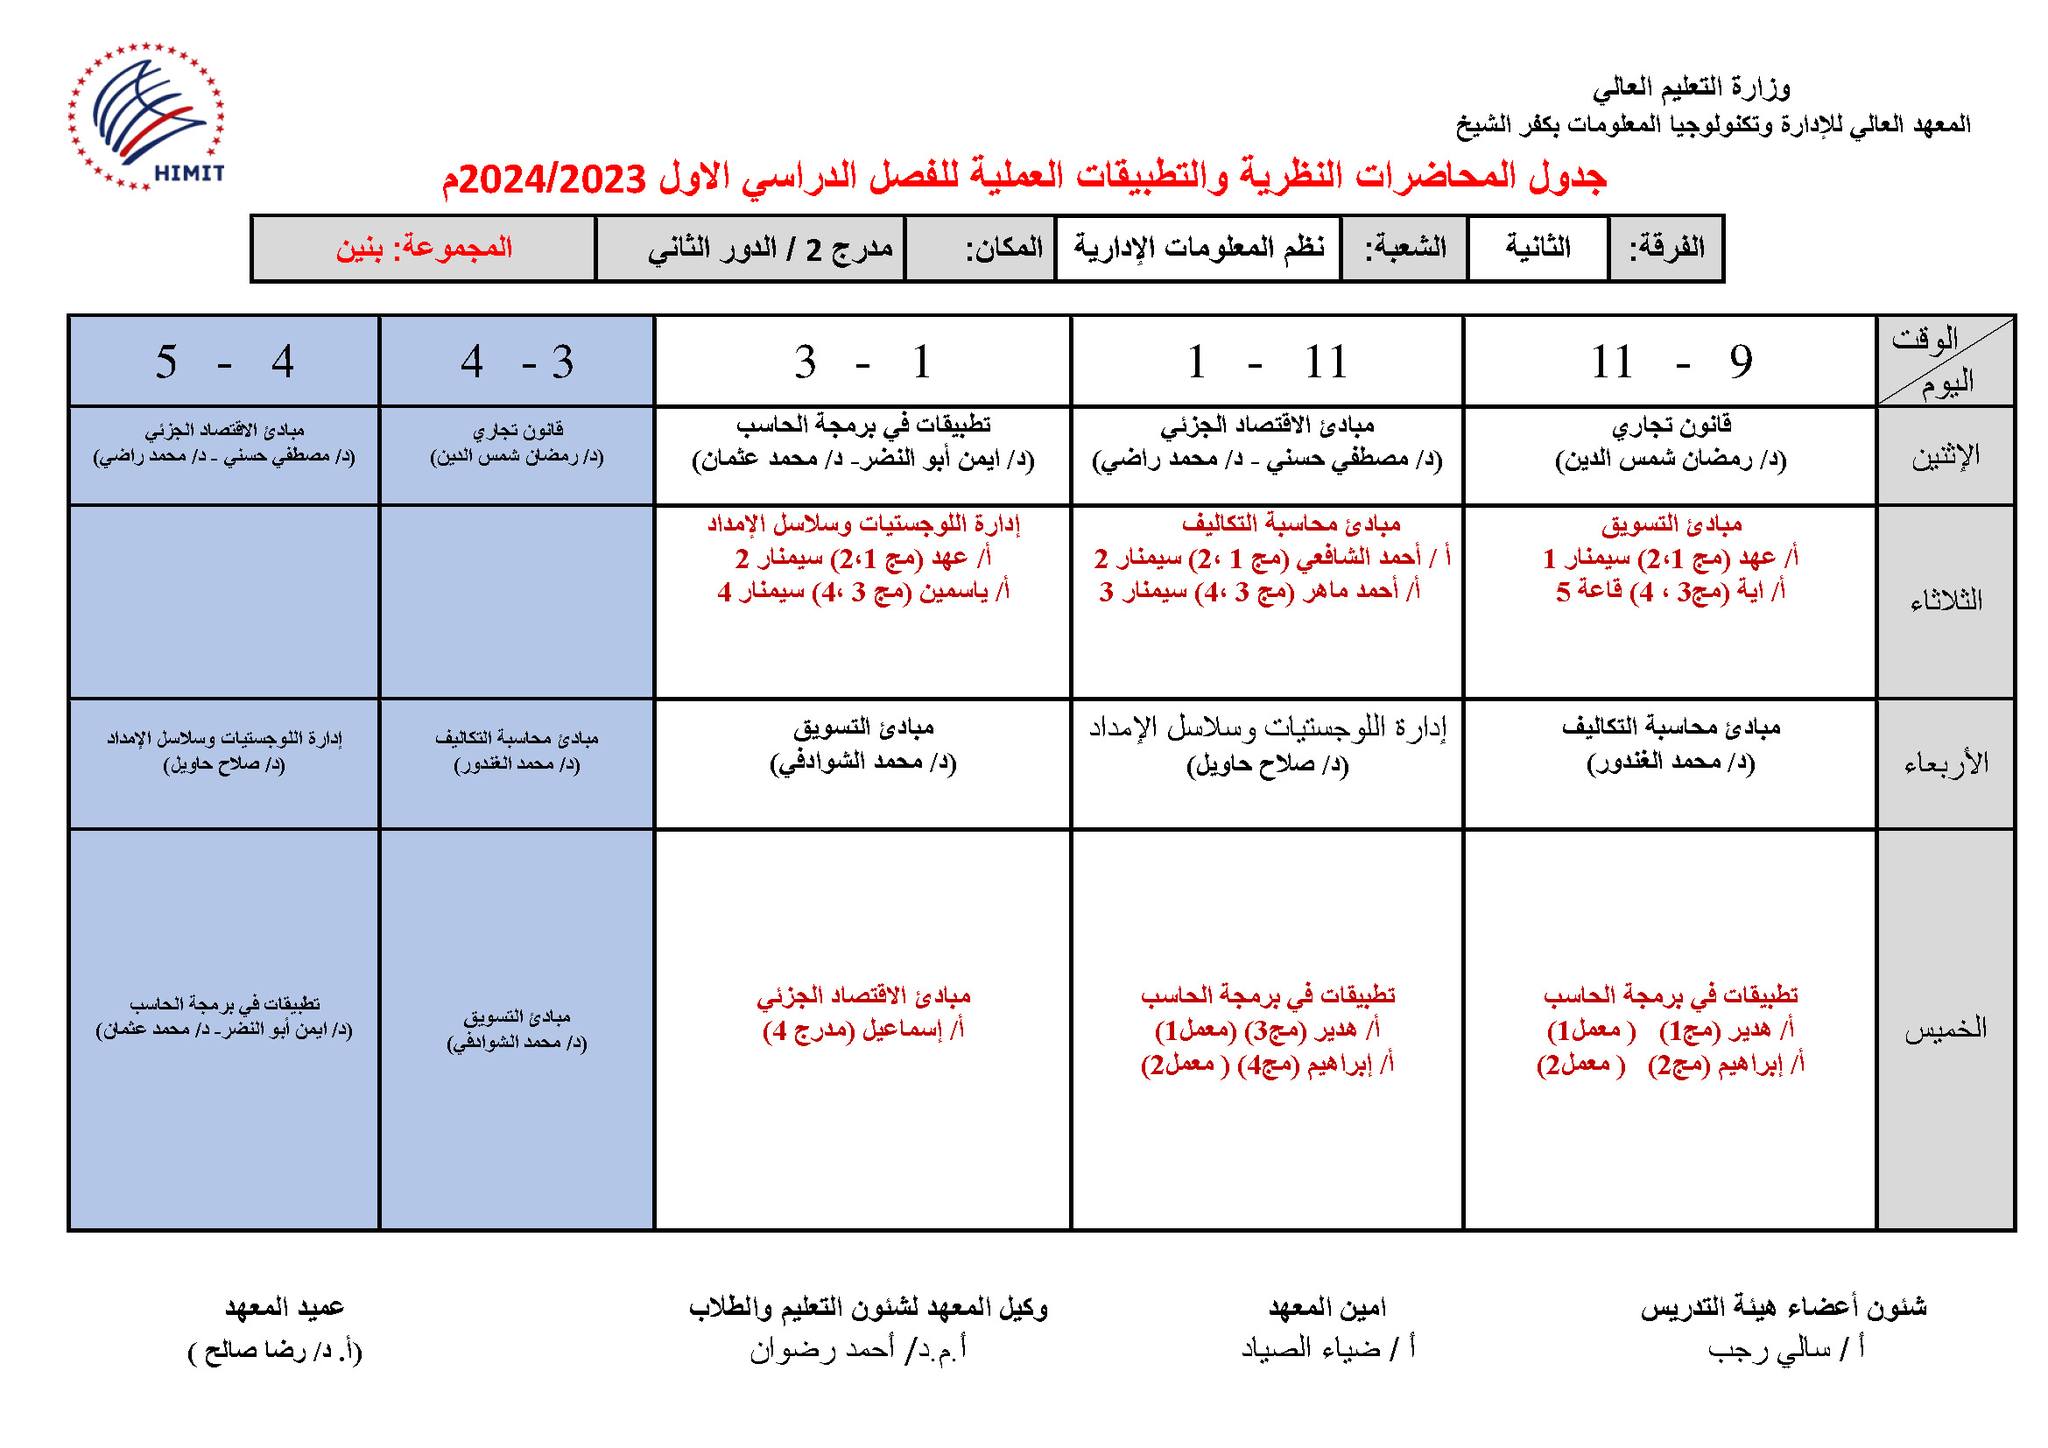 وزارة التعليم العالي
المعهد العالي للإدارة وتكنولوجيا المعلومات بكفر الشيخ
HIMIT
جدول المحاضرات النظرية والتطبيقات العملية للفصل الدراسي الاول 2024/2023م
الفرقة: الثانية الشعبة: نظم المعلومات الإدارية المكان: مدرج 2 / الدور الثاني المجموعة: بنين
الوقت
اليوم
9 - 11
11 - 1
1 - 3
3 - 4
4 - 5
الإثنين
قانون تجاري
(د/ رمضان شمس الدين)
مبادئ الاقتصاد الجزئي
(د/ مصطفي حسني - د/ محمد راضي)
تطبيقات في برمجة الحاسب
(د/ ايمن أبو النضر- د/ محمد عثمان)
قانون تجاري
(د/ رمضان شمس الدين)
مبادئ الاقتصاد الجزئي
(د/ مصطفي حسني - د/ محمد راضي)
الثلاثاء
مبادئ التسويق
أ/ عهد (مج 2،1) سيمنار 1
أ/ اية (مج3 ، 4) قاعة 5
مبادئ محاسبة التكاليف
أ / أحمد الشافعي (مج 1 ،2) سيمنار 2
أ/ أحمد ماهر (مج 3 ،4) سيمنار 3
إدارة اللوجستيات وسلاسل الإمداد
أ/ عهد (مج 2،1) سيمنار 2
أ/ ياسمين (مج 3 ،4) سيمنار 4
الأربعاء
مبادئ محاسبة التكاليف
(د/ محمد الغندور)
إدارة اللوجستيات وسلاسل الإمداد
(د/ صلاح حاويل)
مبادئ التسويق
(د/ محمد الشوادفي)
مبادئ محاسبة التكاليف
(د/ محمد الغندور)
إدارة اللوجستيات وسلاسل الإمداد
(د/ صلاح حاويل)
الخميس
تطبيقات في برمجة الحاسب
أ/ هدير (مج1) ( معمل1)
أ/ إبراهيم (مج2) ( معمل2)
تطبيقات في برمجة الحاسب
أ/ هدير (مج3) (معمل1)
أ/ إبراهيم (مج4) ( معمل2)
مبادئ الاقتصاد الجزئي
أ/ إسماعيل (مدرج 4)
مبادئ التسويق
(د/ محمد الشوادفي)
تطبيقات في برمجة الحاسب
(د/ ايمن أبو النضر- د/ محمد عثمان)
شئون أعضاء هيئة التدريس
أ / سالي رجب
امين المعهد
أ / ضياء الصياد
وكيل المعهد لشئون التعليم والطلاب
أ.م.د/ أحمد رضوان
عميد المعهد
(أ. د/ رضا صالح )